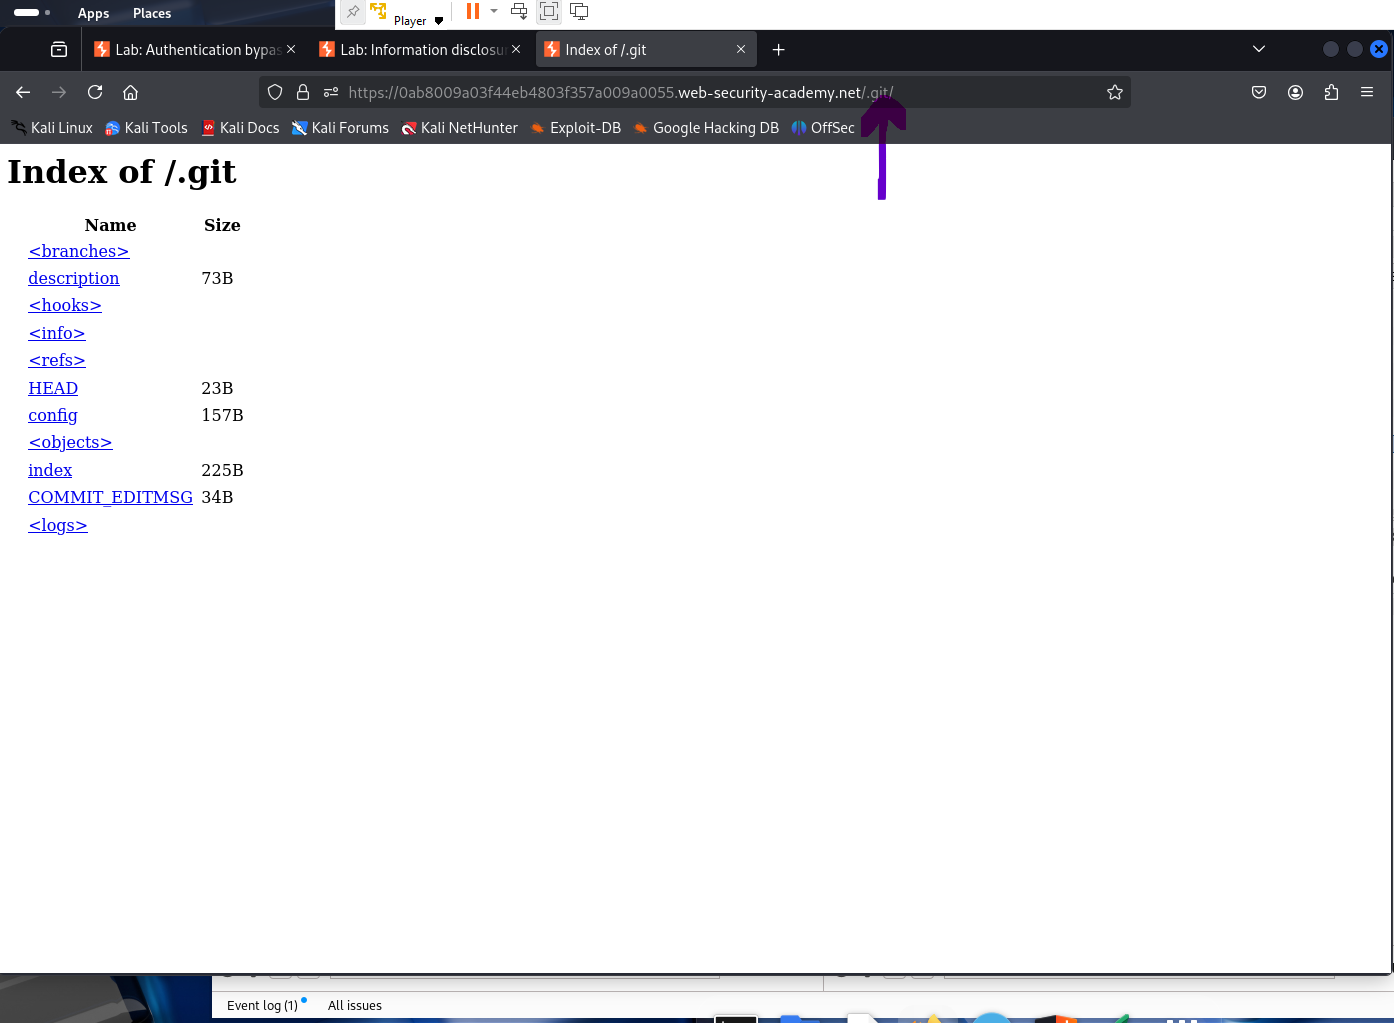 Apps Places
Player
Lab: Authentication bypas
Lab: Information disclosur
Index of /.git
https://0ab8009a03f44eb4803f357a009a0055.web-security-academy.net/.git/
Kali Linux Kali Tools Kali Docs Kali Forums Kali NetHunter Exploit-DB Google Hacking DB OffSec
Index of /.git
Name Size
<branches>
description 73B
<hooks>
<info>
<refs>
HEAD 23B
config 157B
<objects>
index 225B
COMMIT_EDITMSG 34B
<logs>
Event log (1) All issues